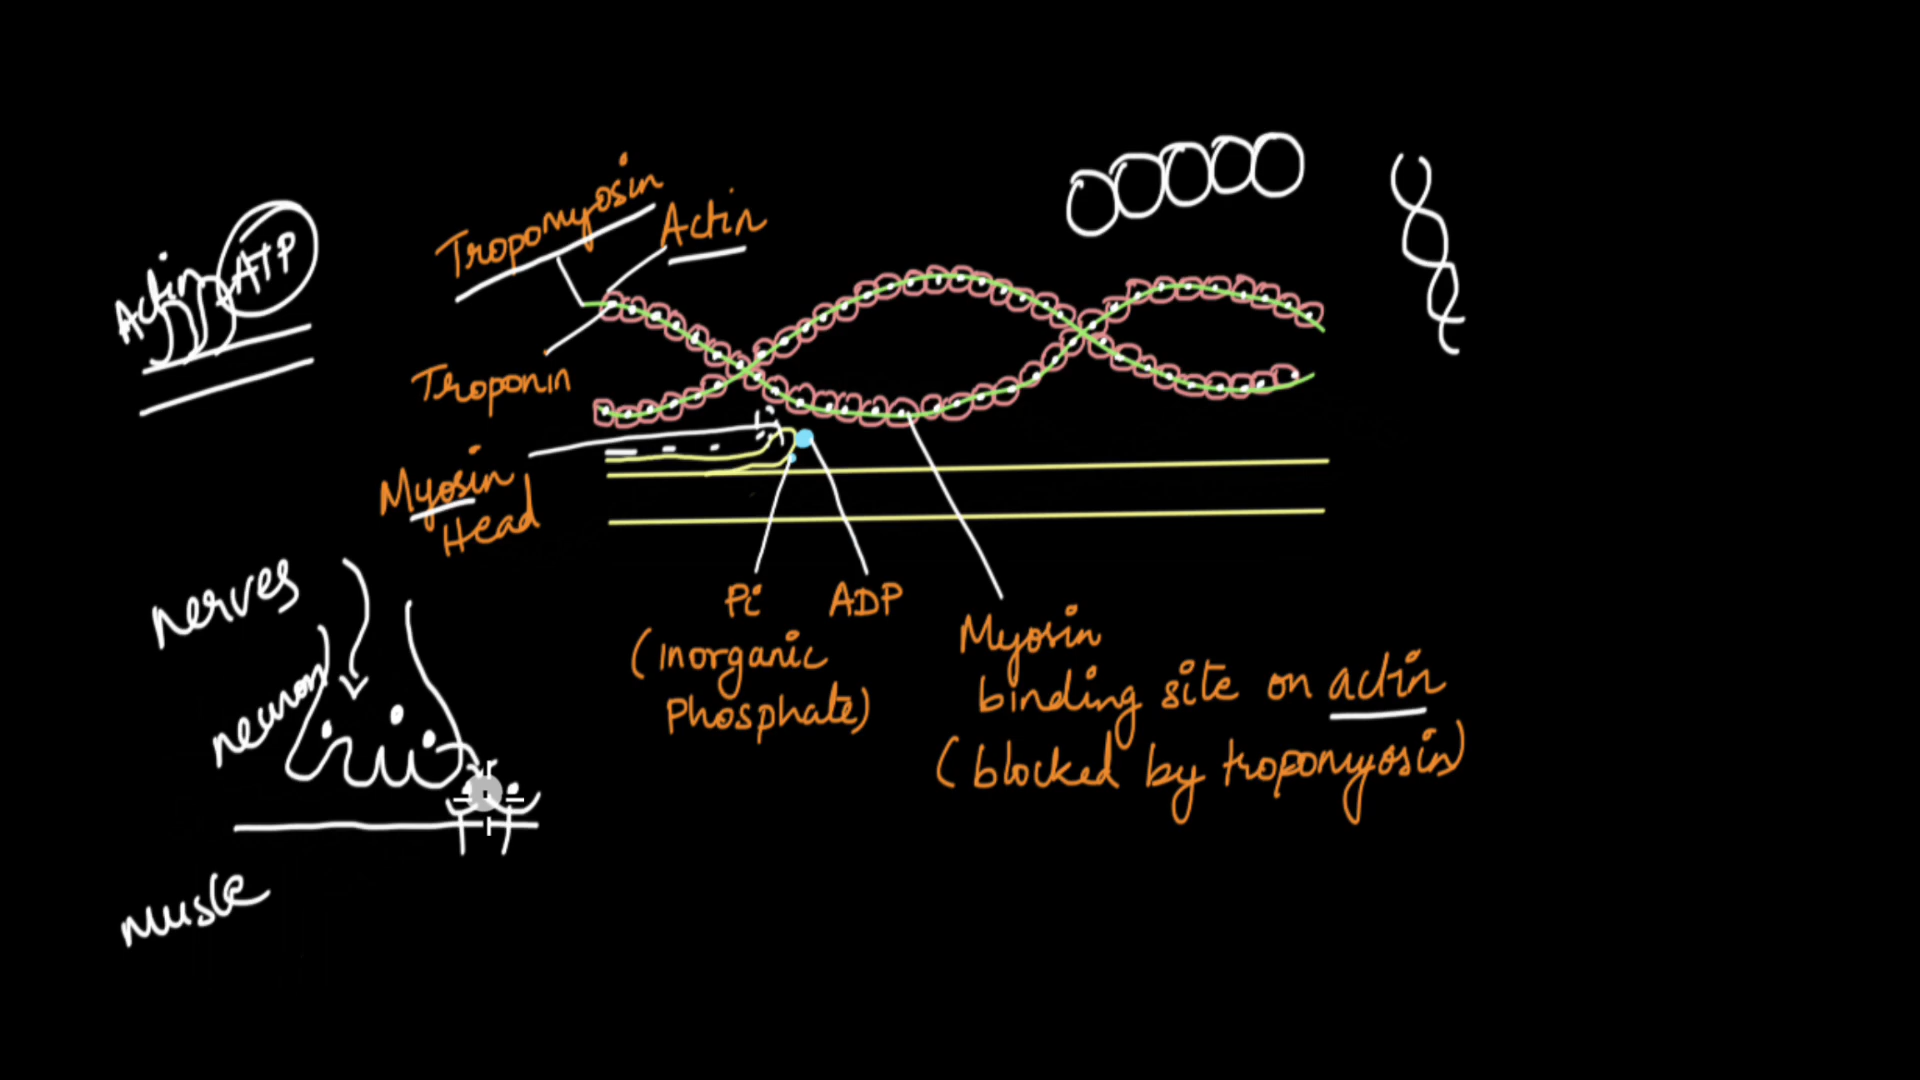 Tropomyosin
Actin
Actin ATP
Troponin
Myosin
Head
nerves
neuron
Pi
(inorganic
Phosphate)
ADP
Myosin
binding site on actin
(blocked by tropomyosin)
muscle